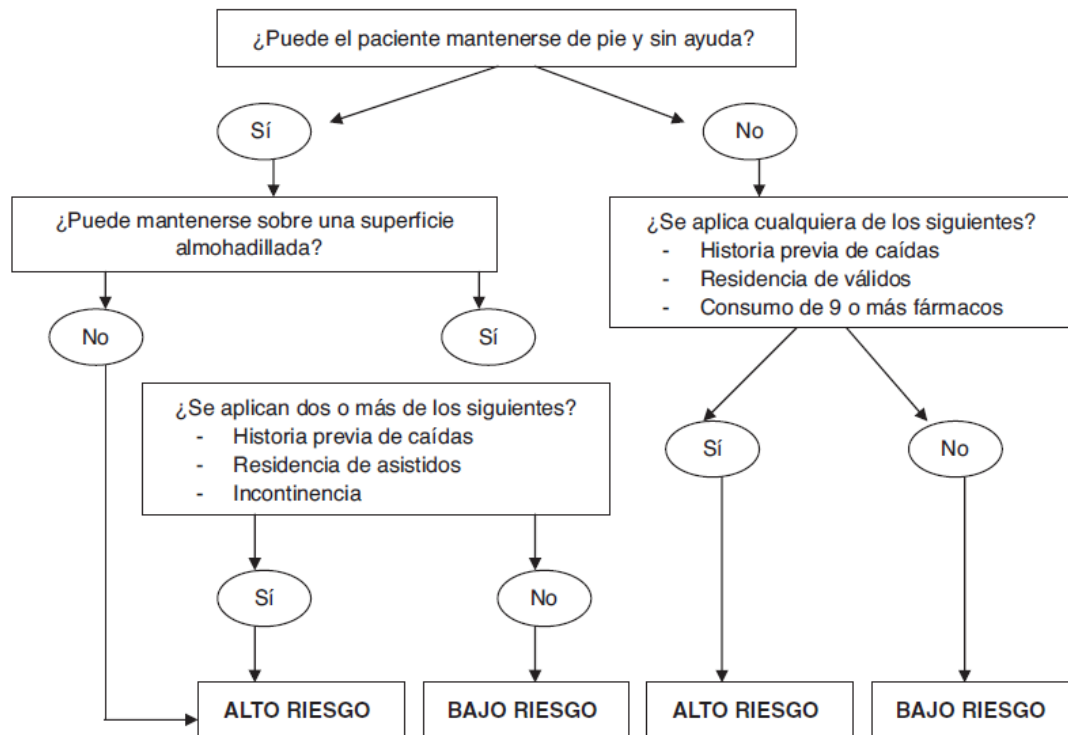 ¿Puede el paciente mantenerse de pie y sin ayuda?
Sí
No
¿Puede mantenerse sobre una superficie
almohadillada?
¿Se aplica cualquiera de los siguientes?
- Historia previa de caídas
- Residencia de válidos
- Consumo de 9 o más fármacos
No
Sí
¿Se aplican dos o más de los siguientes?
- Historia previa de caídas
- Residencia de asistidos
- Incontinencia
Sí
No
Sí
No
ALTO RIESGO
BAJO RIESGO
ALTO RIESGO
BAJO RIESGO